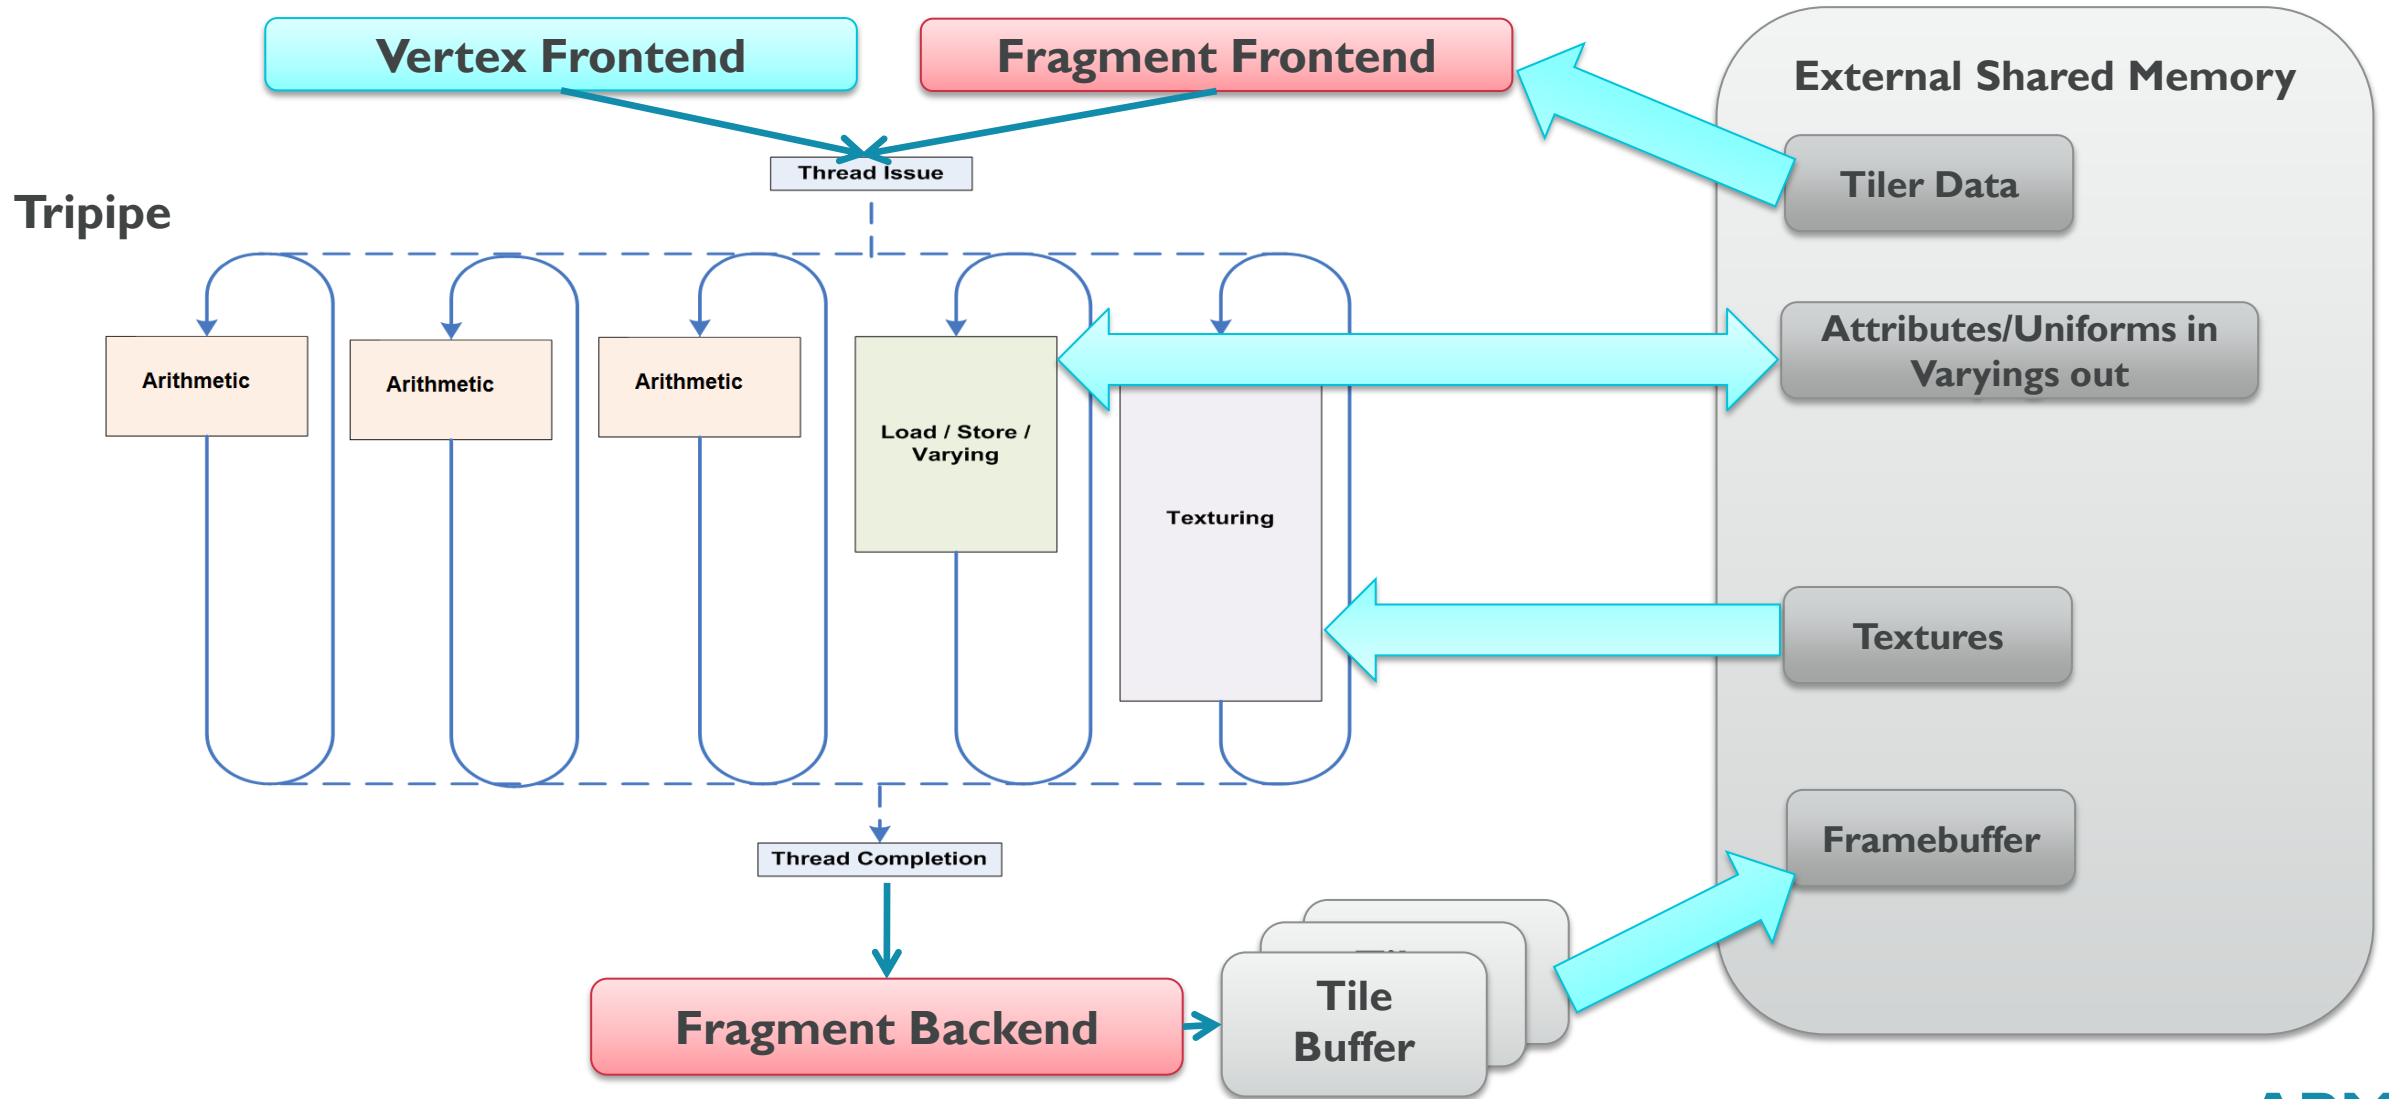 Vertex Frontend
Fragment Frontend
External Shared Memory
Thread Issue
Tiler Data
Tripipe
Attributes/Uniforms in
Varyings out
Arithmetic
Arithmetic
Arithmetic
Load / Store /
Varying
Texturing
Textures
Framebuffer
Thread Completion
Fragment Backend
Tile
Buffer